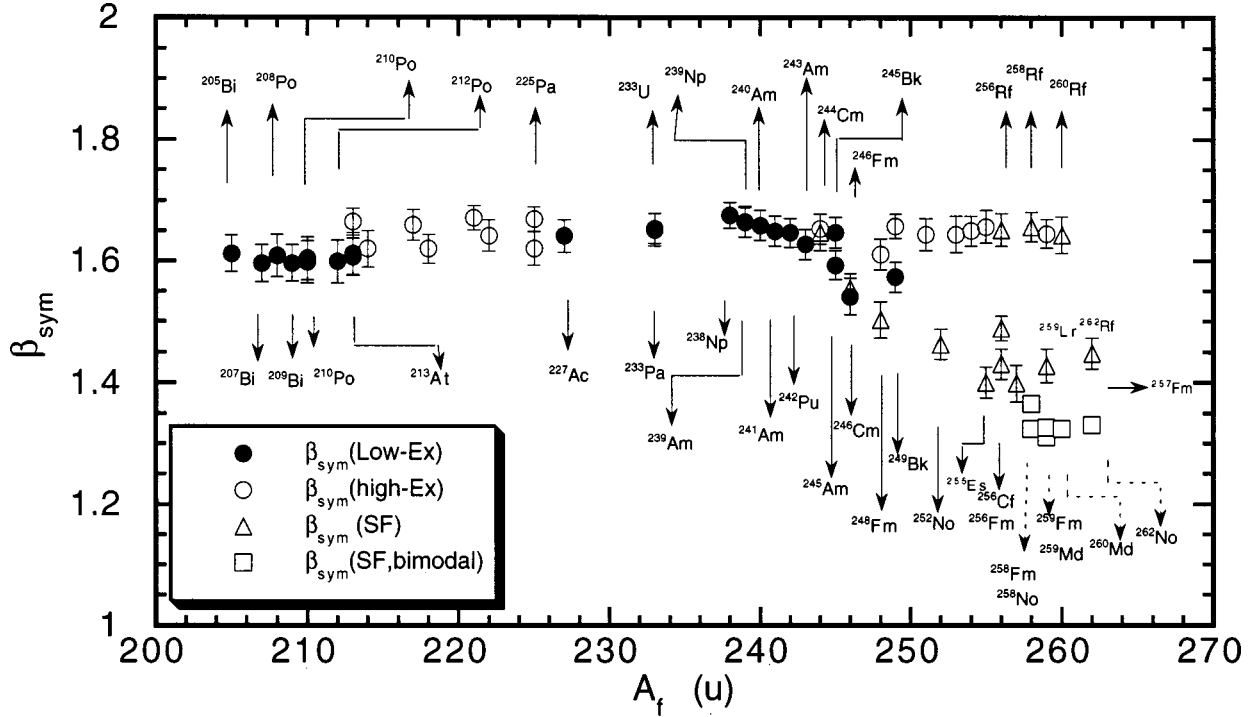 2
1.8
1.6
1.4
1.2
1
β_sym
²⁰⁵Bi
²⁰⁸Po
²¹⁰Po
²¹²Po
²²⁵Pa
²³³U
²³⁹Np
²⁴⁰Am
²⁴³Am
²⁴⁴Cm
²⁴⁵Bk
²⁴⁶Fm
²⁵⁶Rf
²⁵⁸Rf
²⁶⁰Rf
²⁰⁷Bi
²⁰⁹Bi
²¹⁰Po
²¹³At
²²⁷Ac
²³³Pa
²³⁸Np
²³⁹Am
²⁴¹Am
²⁴²Pu
²⁴⁵Am
²⁴⁶Cm
²⁴⁸Fm
²⁴⁹Bk
²⁵²No
²⁵⁵Es
²⁵⁶Cf
²⁵⁶Fm
²⁵⁸Fm
²⁵⁸No
²⁵⁹Fm
²⁵⁹Md
²⁶⁰Md
²⁶²No
²⁵⁹Lr
²⁶²Rf
²⁵⁷Fm
β_sym(Low-Ex)
β_sym(high-Ex)
β_sym (SF)
β_sym(SF,bimodal)
200 210 220 230 240 250 260 270
A_f (u)